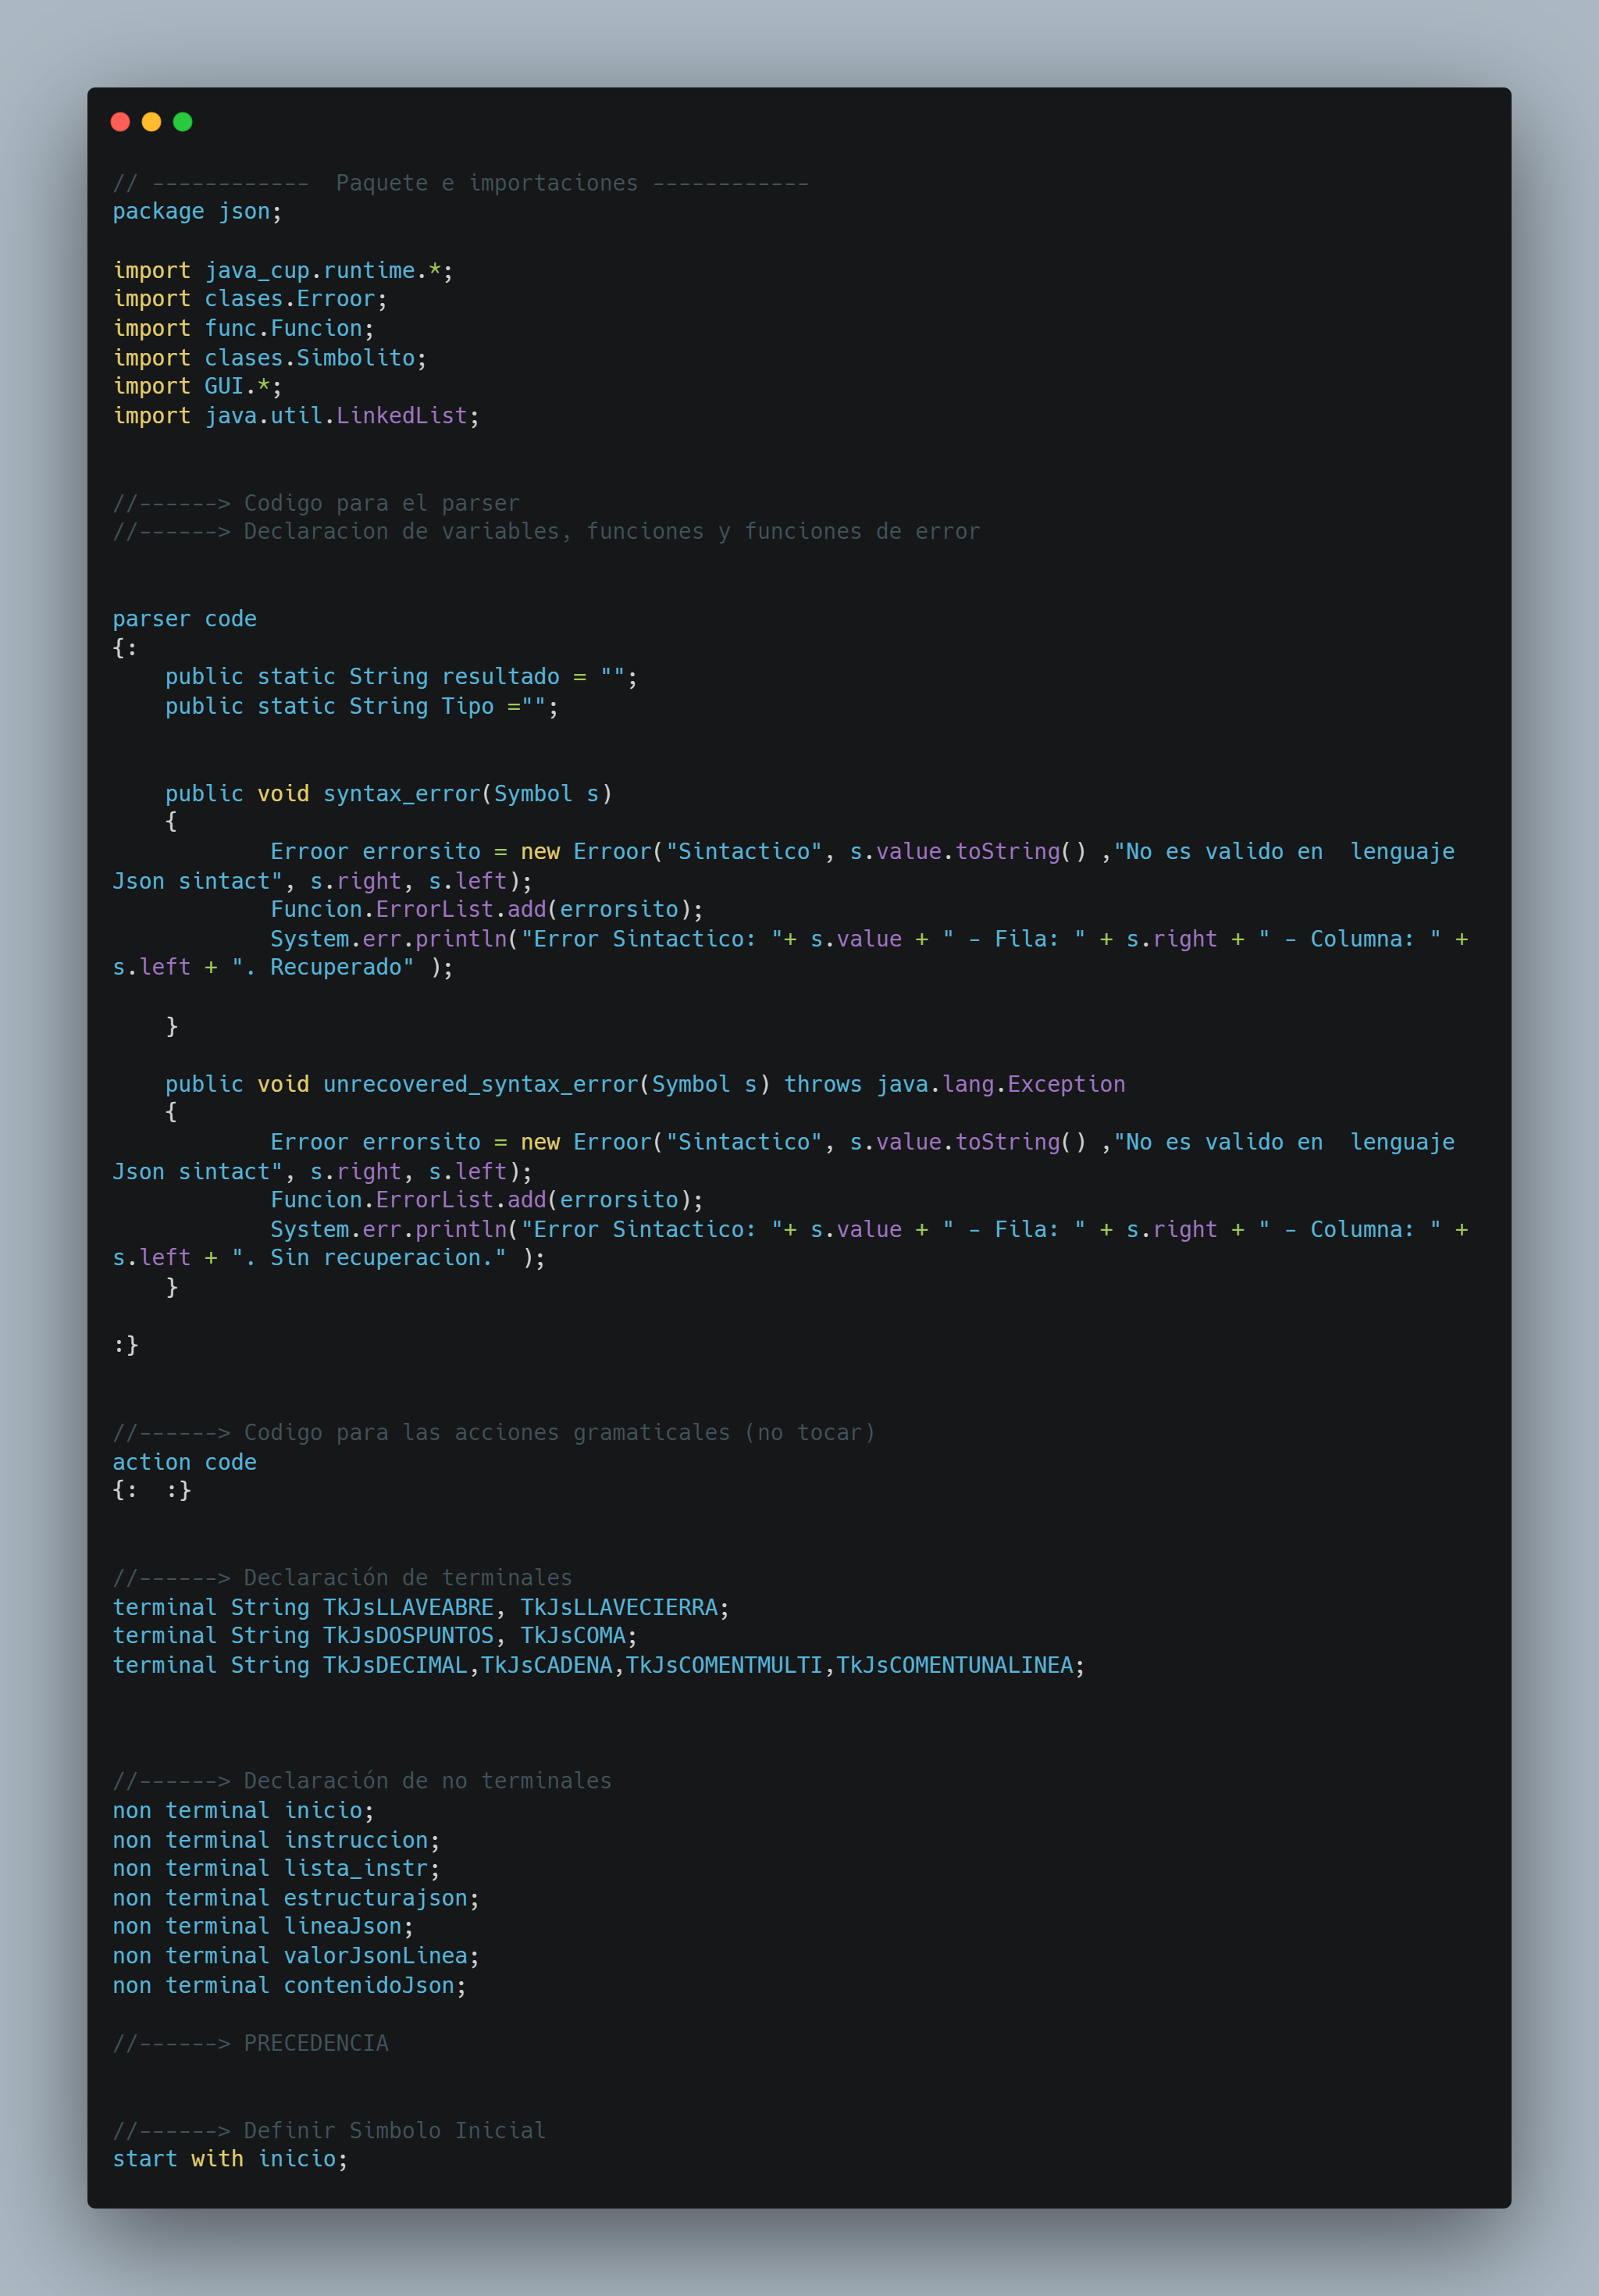 // ------------  Paquete e importaciones ------------
package json;
import java_cup.runtime.*;
import clases.Erroor;
import func.Funcion;
import clases.Simbolito;
import GUI.*;
import java.util.LinkedList;
//------> Codigo para el parser
//------> Declaracion de variables, funciones y funciones de error
parser code
{:
    public static String resultado = "";
    public static String Tipo ="";
    public void syntax_error(Symbol s)
    {
            Erroor errorsito = new Erroor("Sintactico", s.value.toString() ,"No es valido en  lenguaje
Json sintact", s.right, s.left);
            Funcion.ErrorList.add(errorsito);
            System.err.println("Error Sintactico: "+ s.value + " - Fila: " + s.right + " - Columna: " +
s.left + ". Recuperado" );
    }
    public void unrecovered_syntax_error(Symbol s) throws java.lang.Exception
    {
            Erroor errorsito = new Erroor("Sintactico", s.value.toString() ,"No es valido en  lenguaje
Json sintact", s.right, s.left);
            Funcion.ErrorList.add(errorsito);
            System.err.println("Error Sintactico: "+ s.value + " - Fila: " + s.right + " - Columna: " +
s.left + ". Sin recuperacion." );
    }
:}
//------> Codigo para las acciones gramaticales (no tocar)
action code
{:  :}
//------> Declaración de terminales
terminal String TkJsLLAVEABRE, TkJsLLAVECIERRA;
terminal String TkJsDOSPUNTOS, TkJsCOMA;
terminal String TkJsDECIMAL,TkJsCADENA,TkJsCOMENTMULTI,TkJsCOMENTUNALINEA;
//------> Declaración de no terminales
non terminal inicio;
non terminal instruccion;
non terminal lista_instr;
non terminal estructurajson;
non terminal lineaJson;
non terminal valorJsonLinea;
non terminal contenidoJson;
//------> PRECEDENCIA
//------> Definir Simbolo Inicial
start with inicio;